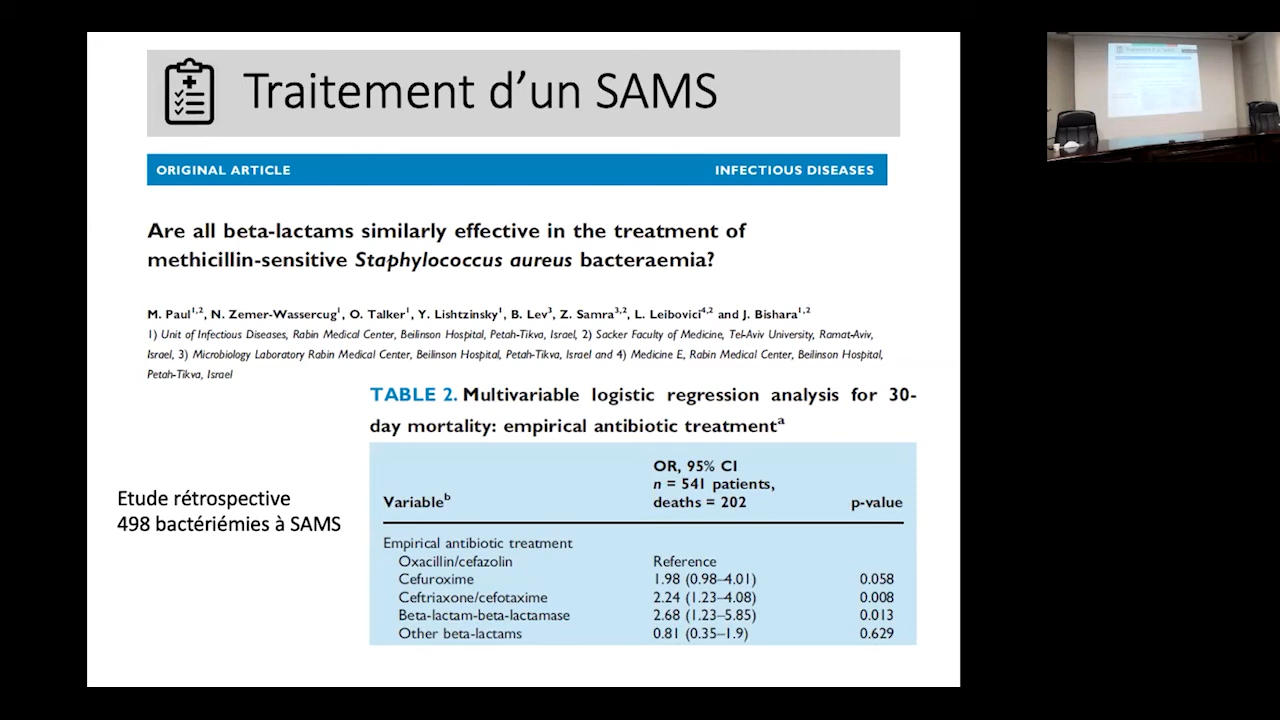 Traitement d'un SAMS
ORIGINAL ARTICLE
INFECTIOUS DISEASES
Are all beta-lactams similarly effective in the treatment of
methicillin-sensitive Staphylococcus aureus bacteraemia?
M. Paul1,2, N. Zemer-Wassercug1, O. Talker1, Y. Lishtzinsky1, B. Lev3, Z. Samra3,2, L. Leibovici4,2 and J. Bishara1,2
1) Unit of Infectious Diseases, Rabin Medical Center, Beilinson Hospital, Petah-Tikva, Israel, 2) Sacker Faculty of Medicine, Tel-Aviv University, Ramat-Aviv,
Israel, 3) Microbiology Laboratory Rabin Medical Center, Beilinson Hospital, Petah-Tikva, Israel and 4) Medicine E, Rabin Medical Center, Beilinson Hospital,
Petah-Tikva, Israel
TABLE 2. Multivariable logistic regression analysis for 30-
day mortality: empirical antibiotic treatmenta
Etude rétrospective
498 bactériémies à SAMS
Variableb
OR, 95% CI
n = 541 patients,
deaths = 202
p-value
Empirical antibiotic treatment
Oxacillin/cefazolin Reference
Cefuroxime 1.98 (0.98–4.01) 0.058
Ceftriaxone/cefotaxime 2.24 (1.23–4.08) 0.008
Beta-lactam-beta-lactamase 2.68 (1.23–5.85) 0.013
Other beta-lactams 0.81 (0.35–1.9) 0.629